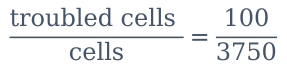 troubled cells / cells = 100 / 3750